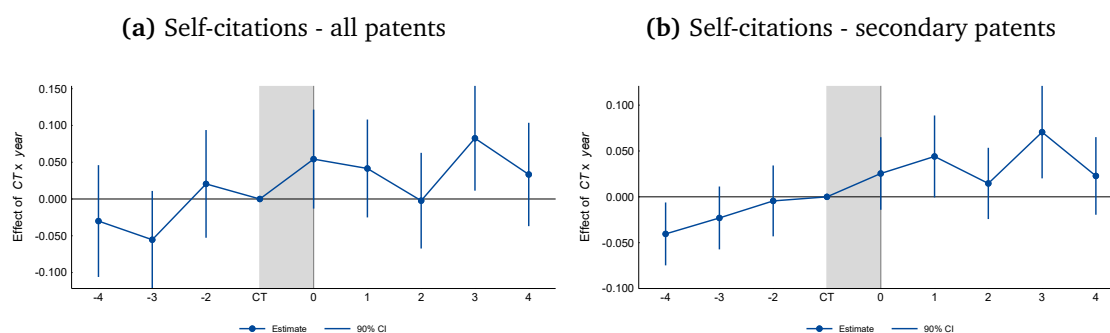 (a) Self-citations - all patents
Effect of CT x year
0.150
0.100
0.050
0.000
-0.050
-0.100
-4 -3 -2 CT 0 1 2 3 4
Estimate 90% CI
(b) Self-citations - secondary patents
Effect of CT x year
0.100
0.050
0.000
-0.050
-0.100
-4 -3 -2 CT 0 1 2 3 4
Estimate 90% CI